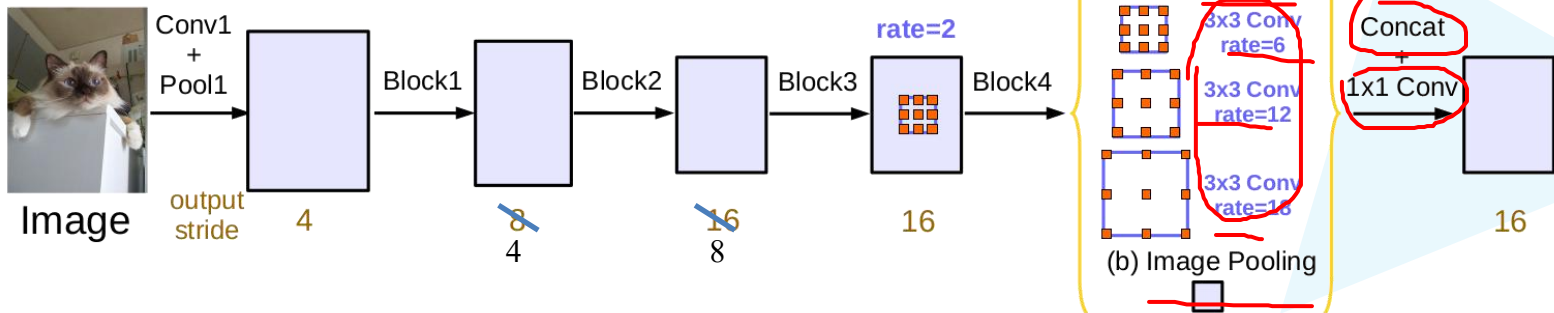 Conv1
+
Pool1
Block1
Block2
Block3
rate=2
Block4
3x3 Conv
rate=6
3x3 Conv
rate=12
3x3 Conv
rate=18
(b) Image Pooling
Concat
+
1x1 Conv
Image
output
stride
4
8
4
16
8
16
16